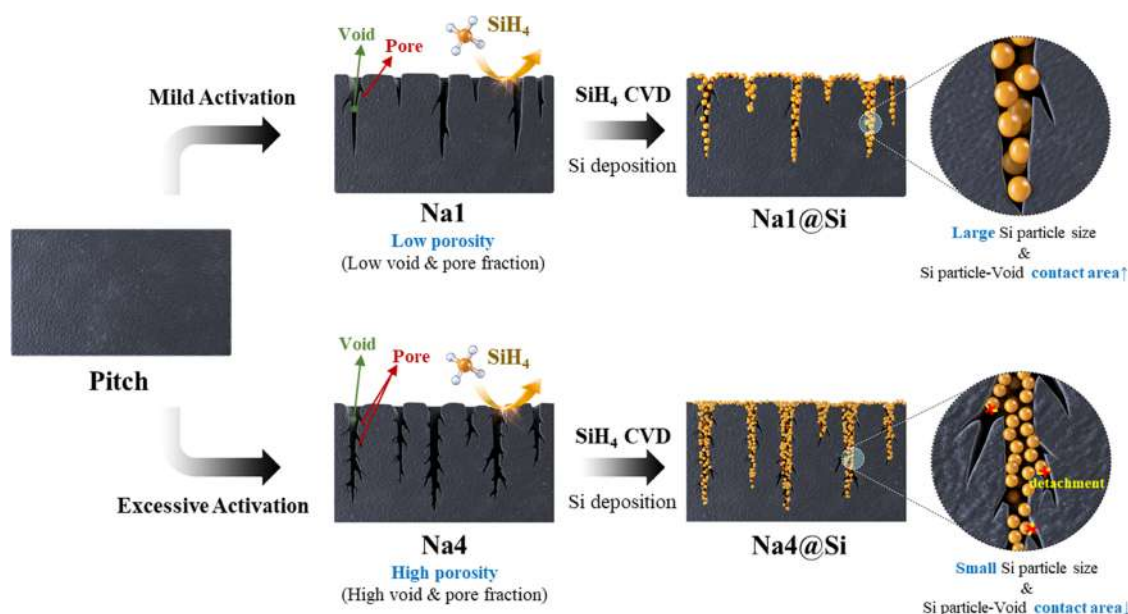 Void
Pore
SiH₄
Mild Activation
SiH₄ CVD
Si deposition
Na1
Low porosity
(Low void & pore fraction)
Na1@Si
Large Si particle size
&
Si particle-Void contact area↑
Pitch
Void
Pore
SiH₄
Excessive Activation
SiH₄ CVD
Si deposition
detachment
Na4
High porosity
(High void & pore fraction)
Na4@Si
Small Si particle size
&
Si particle-Void contact area↓